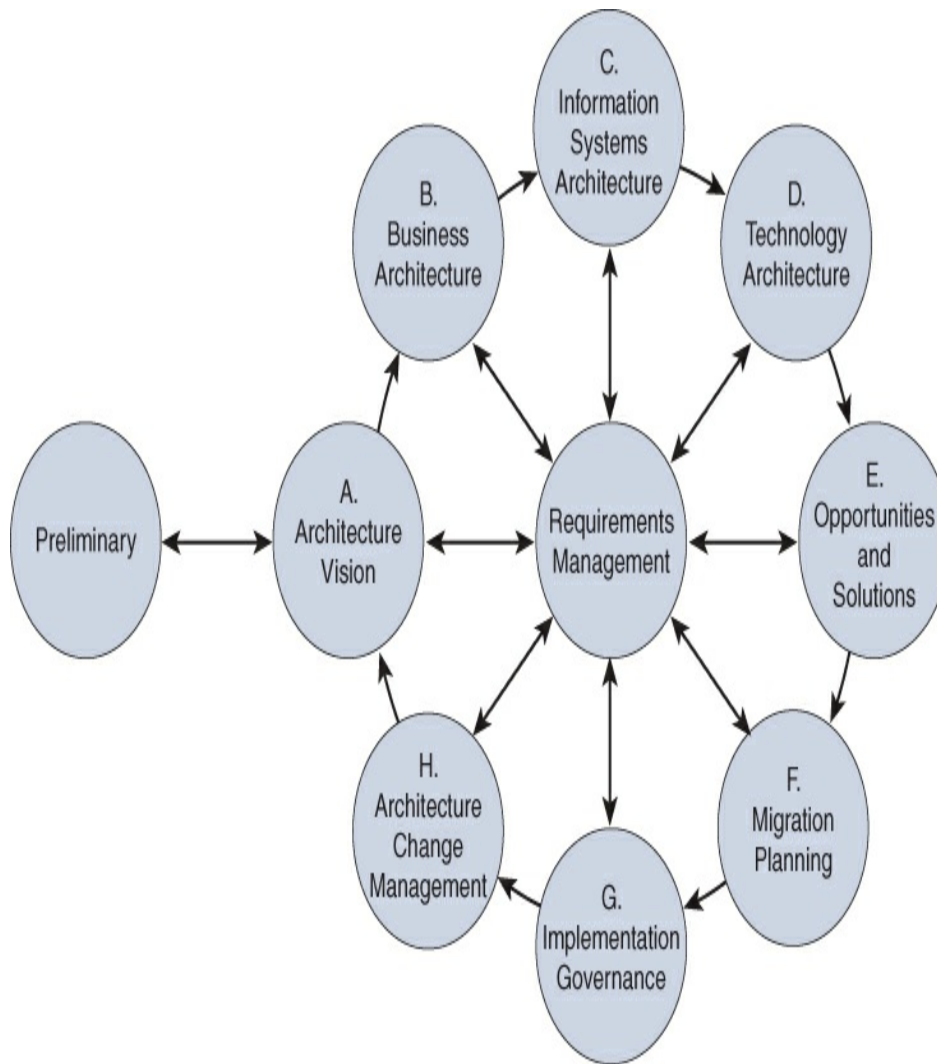 C.
Information
Systems
Architecture
B.
Business
Architecture
D.
Technology
Architecture
Preliminary
A.
Architecture
Vision
Requirements
Management
E.
Opportunities
and
Solutions
H.
Architecture
Change
Management
F.
Migration
Planning
G.
Implementation
Governance